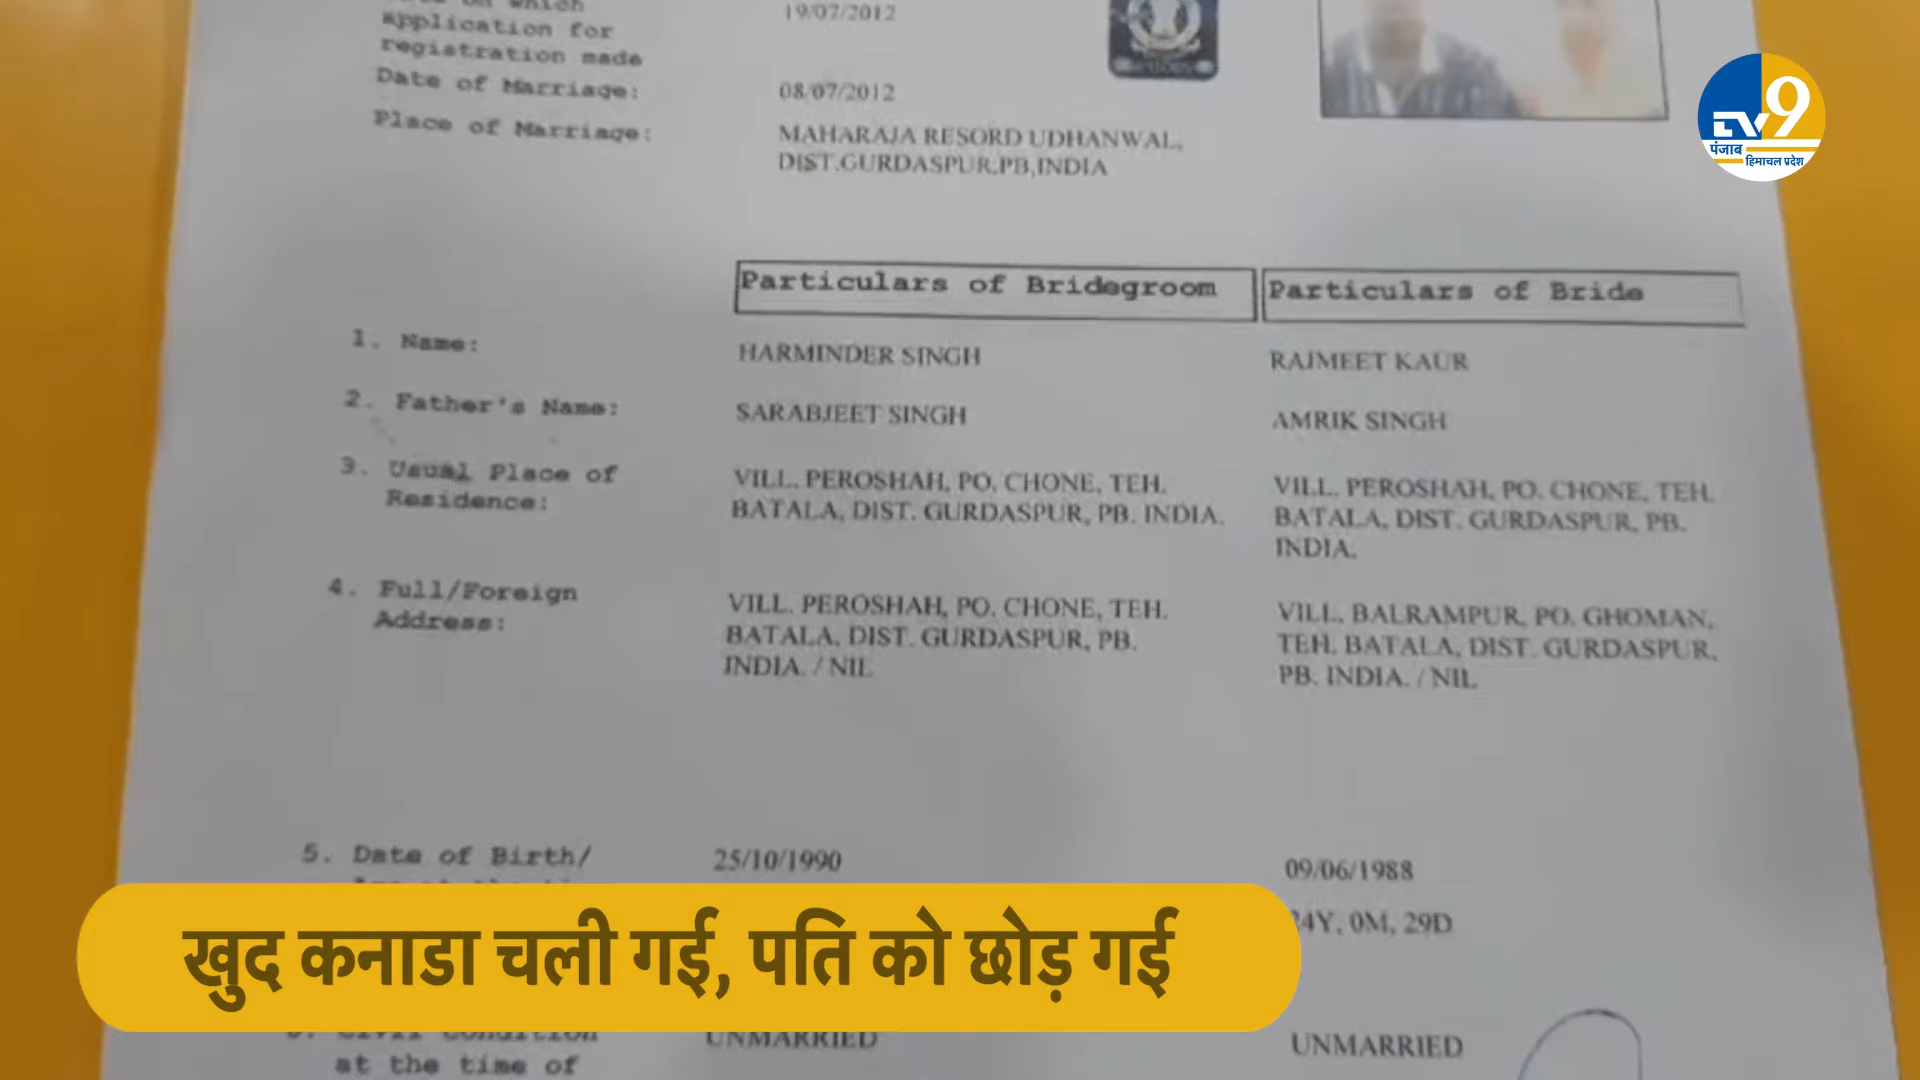 which
application for
registration made
19/07/2012
Date of Marriage:
08/07/2012
Place of Marriage:
MAHARAJA RESORD UDHANWAL,
DIST.GURDASPUR,PB,INDIA
TV9
पंजाब
हिमाचल प्रदेश
Particulars of Bridegroom
Particulars of Bride
1. Name:
HARMINDER SINGH
RAJMEET KAUR
2. Father's Name:
SARABJEET SINGH
AMRIK SINGH
3. Usual Place of
Residence:
VILL. PEROSHAH, PO. CHONE, TEH.
BATALA, DIST. GURDASPUR, PB. INDIA.
VILL. PEROSHAH, PO. CHONE, TEH.
BATALA, DIST. GURDASPUR, PB.
INDIA.
4. Full/Foreign
Address:
VILL. PEROSHAH, PO. CHONE, TEH.
BATALA, DIST. GURDASPUR, PB.
INDIA. / NIL
VILL. BALRAMPUR, PO. GHOMAN,
TEH. BATALA, DIST. GURDASPUR,
PB. INDIA. / NIL
5. Date of Birth/
25/10/1990
09/06/1988
24Y, 0M, 29D
खुद कनाडा चली गई, पति को छोड़ गई
Civil Condition
at the time of
UNMARRIED
UNMARRIED